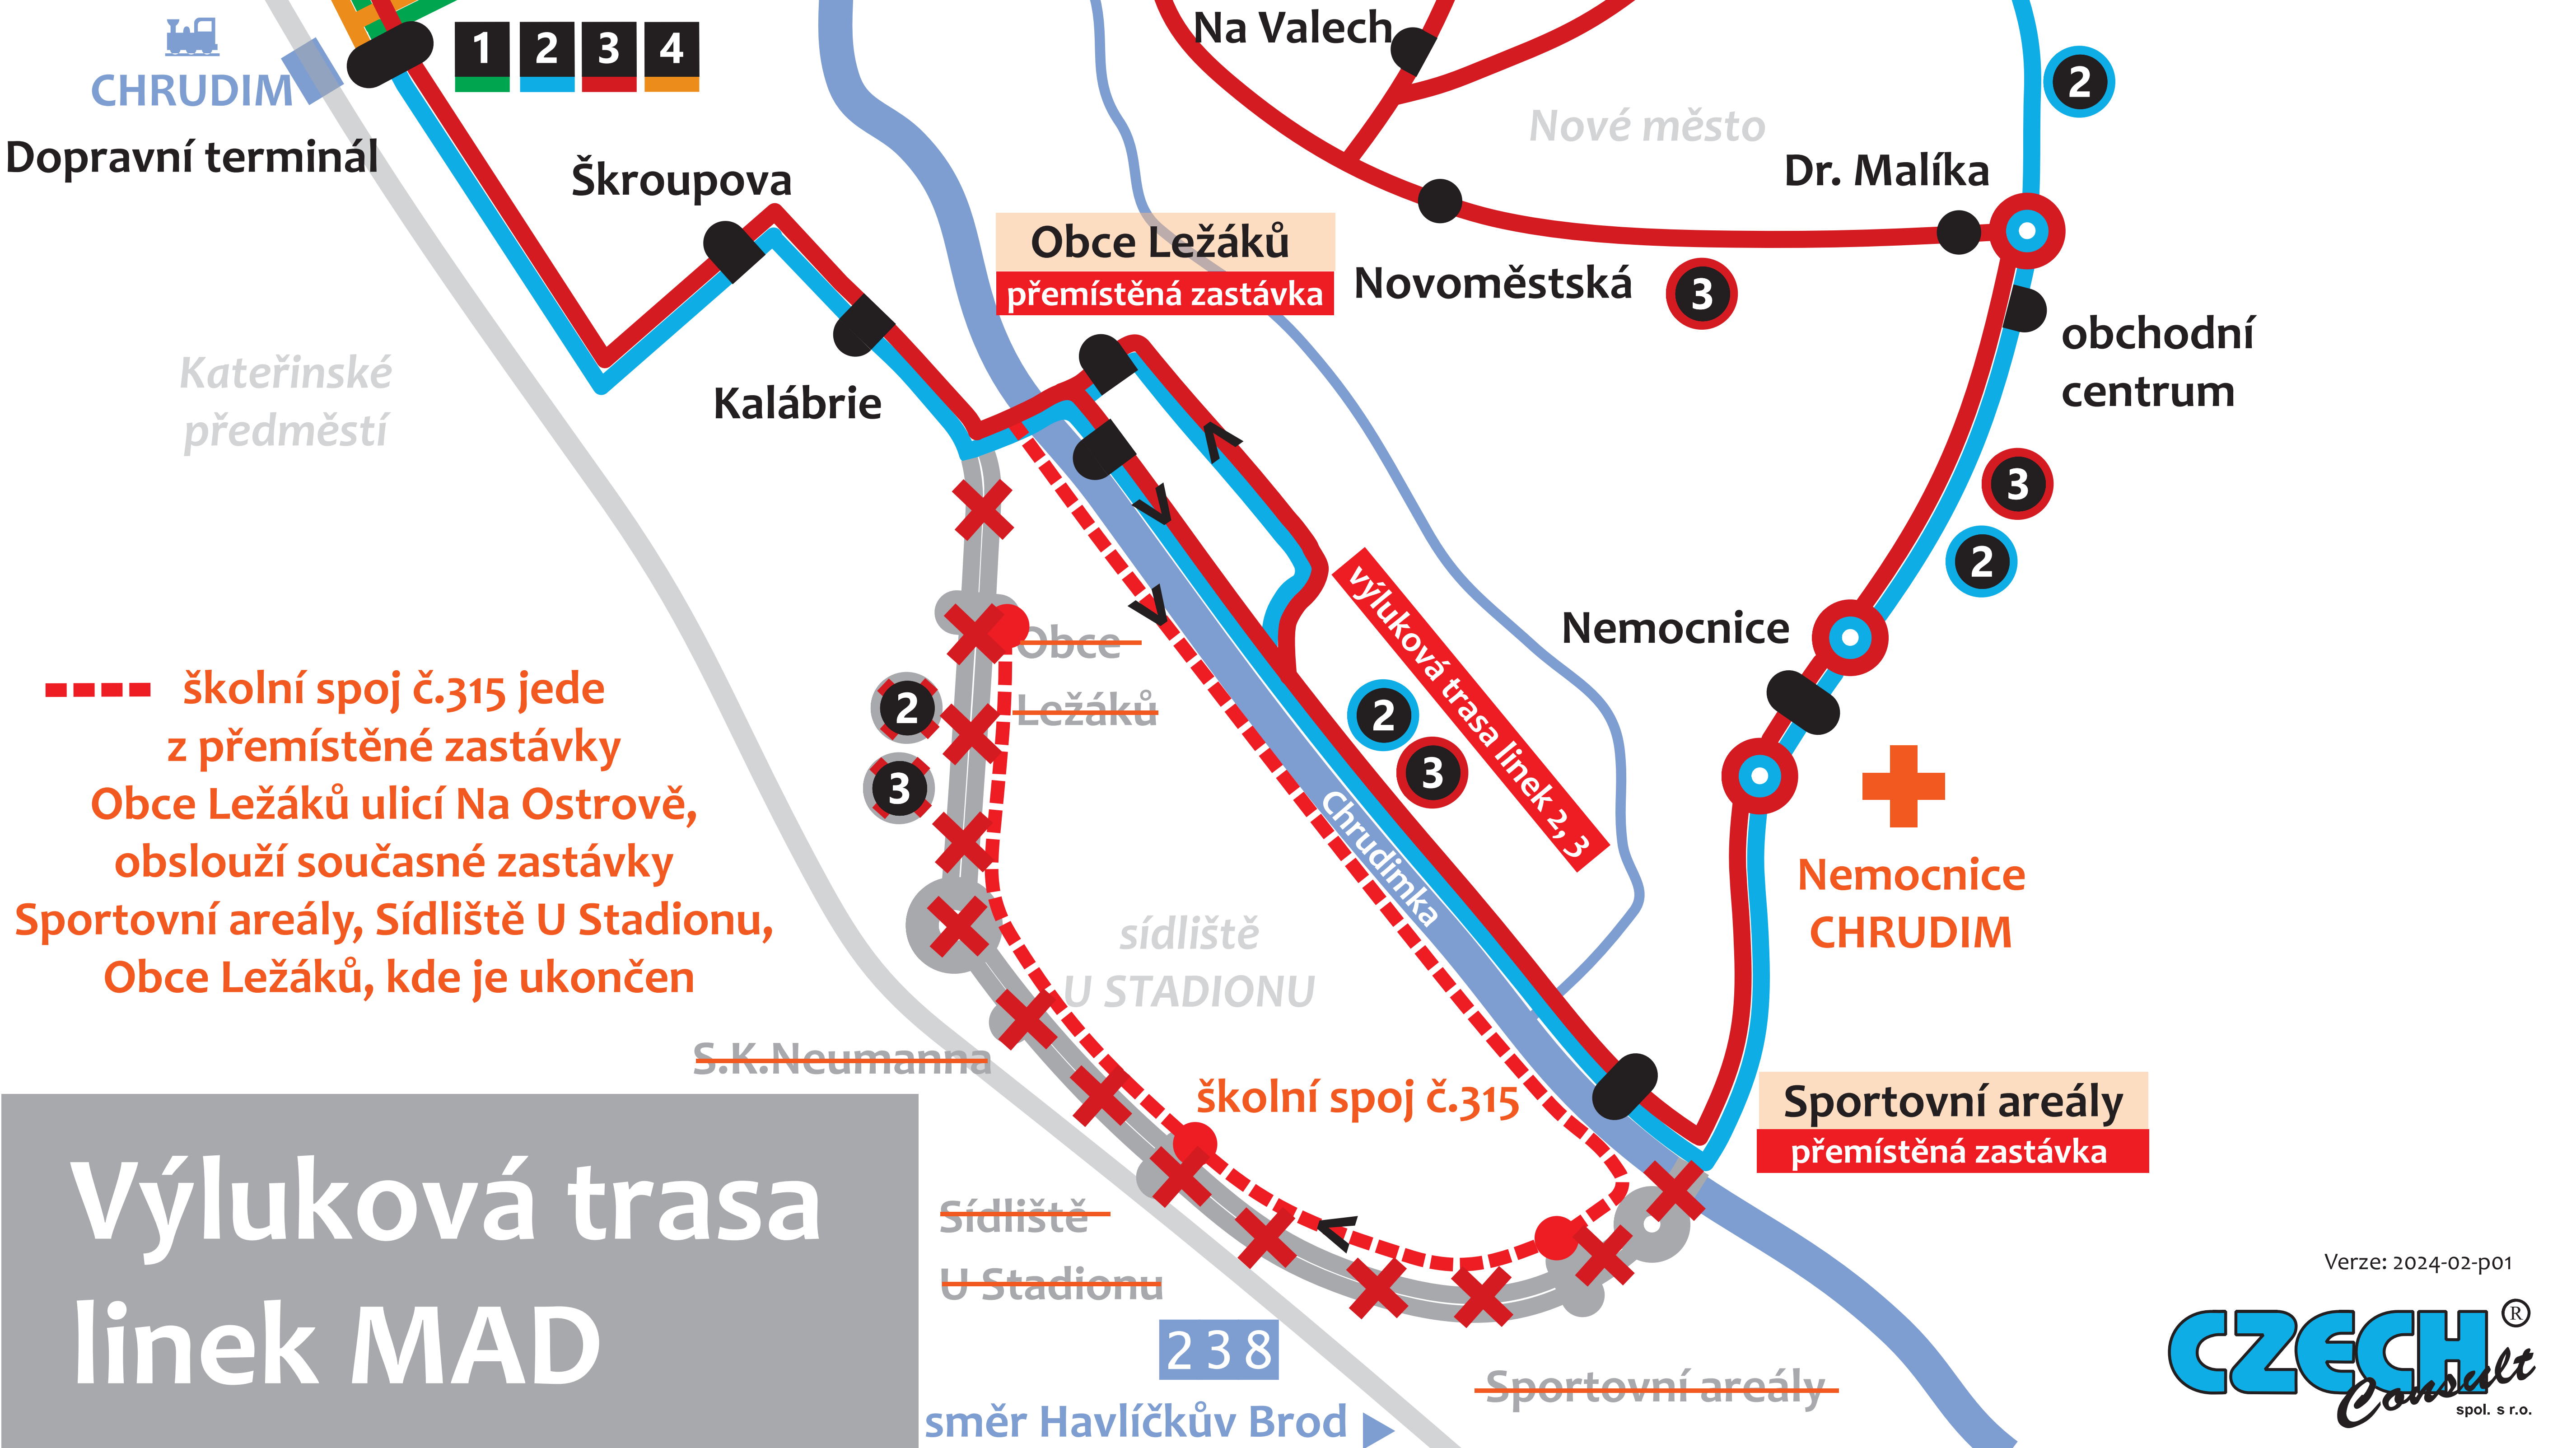 CHRUDIM
Dopravní terminál
1 2 3 4
Škroupova
Kalábrie
Kateřinské
předměstí
Na Valech
Nové město
Dr. Malíka
2
Obce Ležáků
přemístěná zastávka
Novoměstská
3
obchodní
centrum
3
2
Nemocnice
Nemocnice
CHRUDIM
výluková trasa linek 2, 3
2
3
Chrudimka
Obce
Ležáků
2
3
školní spoj č.315 jede
z přemístěné zastávky
Obce Ležáků ulicí Na Ostrově,
obslouží současné zastávky
Sportovní areály, Sídliště U Stadionu,
Obce Ležáků, kde je ukončen
sídliště
U STADIONU
S.K.Neumanna
školní spoj č.315
Sportovní areály
přemístěná zastávka
Sídliště
U Stadionu
Výluková trasa
linek MAD
238
směr Havlíčkův Brod
Sportovní areály
Verze: 2024-02-p01
CZECH ®
Consult
spol. s r.o.